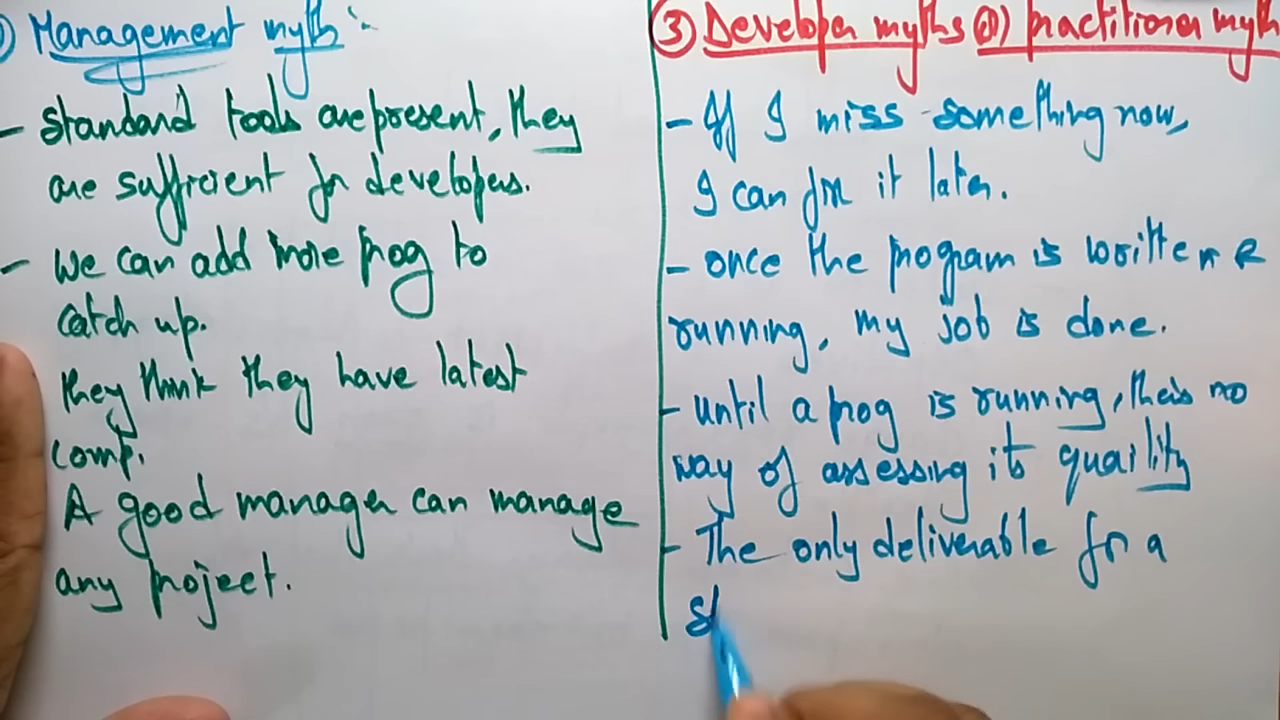 ) Management myth :-
- standard tools are present, they
are sufficient for developers.
- We can add more prog to
catch up.
they think they have latest
comp.
A good manager can manage
any project.
③ Developer myths (or) practitioner myth
- If I miss something now,
I can fix it later.
- once the program is written &
running, my job is done.
- until a prog is running, theis no
way of assessing its quaility
- The only deliverable for a